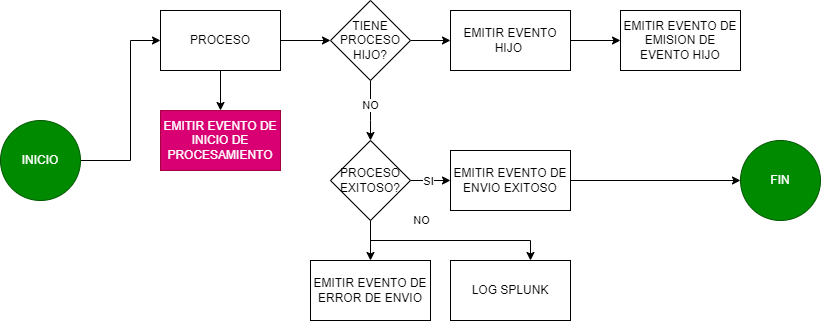 PROCESO
TIENE
PROCESO
HIJO?
EMITIR EVENTO
HIJO
EMITIR EVENTO DE
EMISION DE
EVENTO HIJO
NO
EMITIR EVENTO DE
INICIO DE
PROCESAMIENTO
INICIO
PROCESO
EXITOSO?
SI
EMITIR EVENTO DE
ENVIO EXITOSO
FIN
NO
EMITIR EVENTO DE
ERROR DE ENVIO
LOG SPLUNK